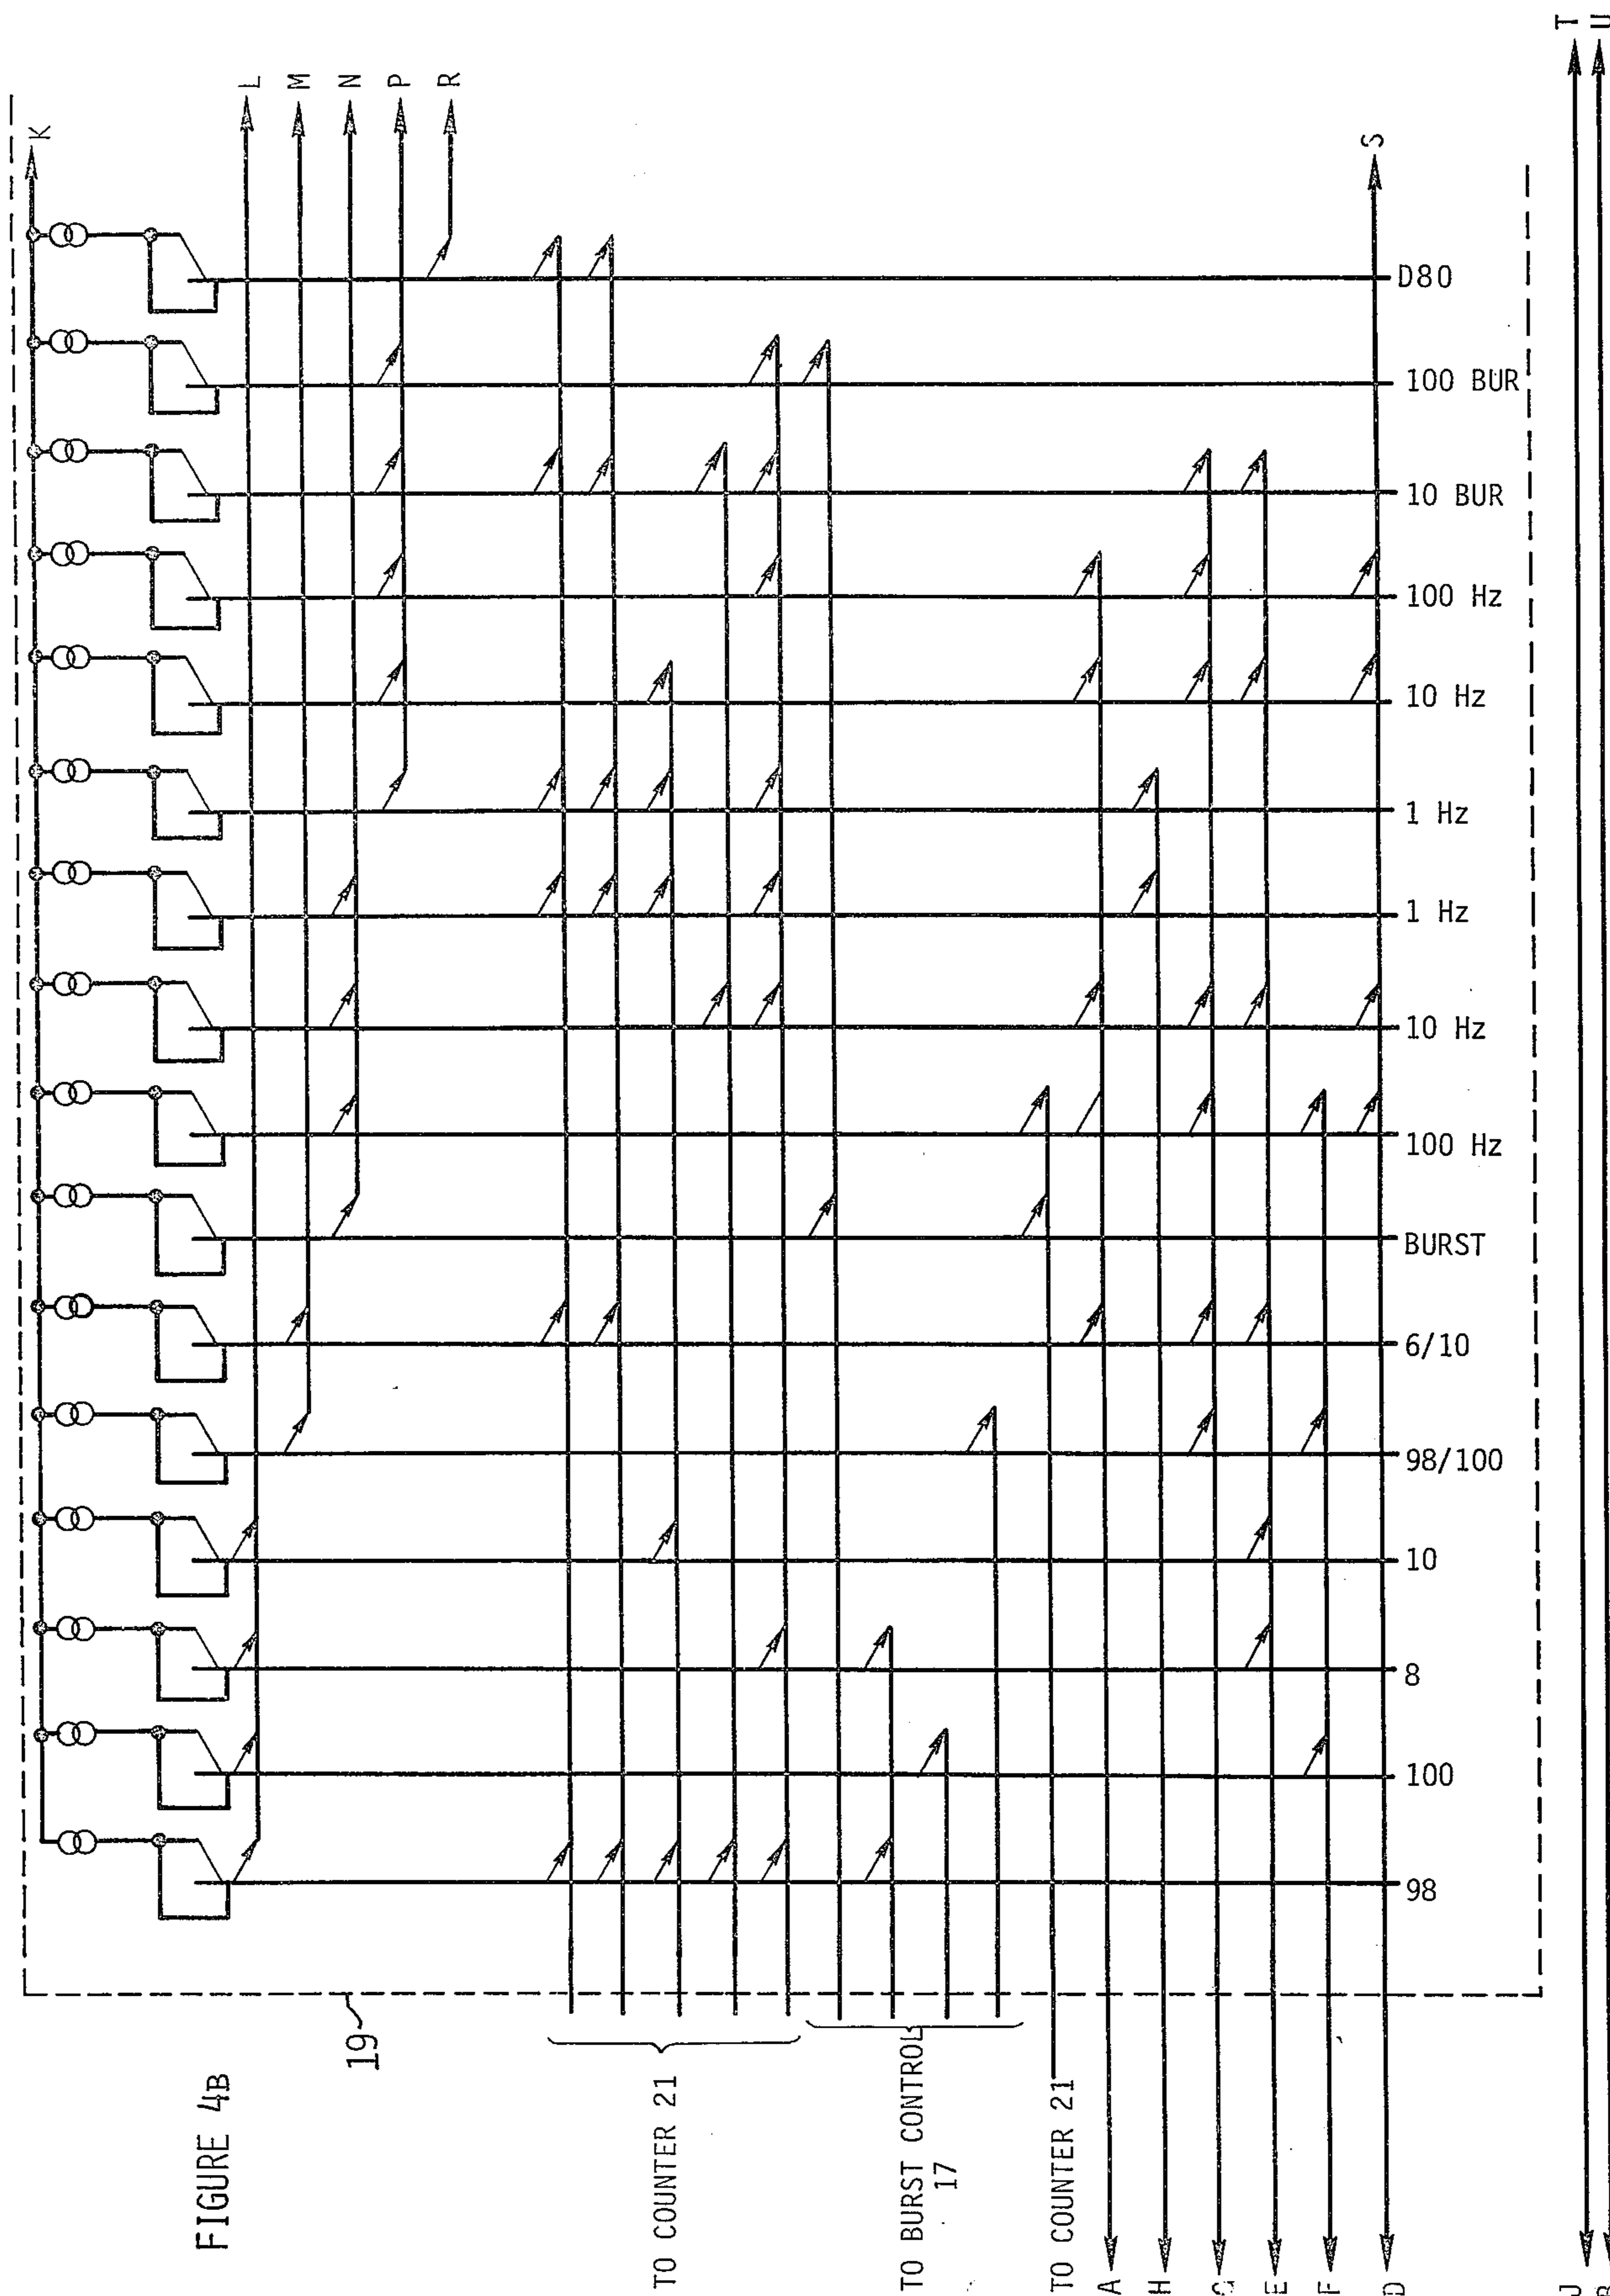 FIGURE 4B
19
K
L
M
N
P
R
S
T
U
D80
100 BUR
10 BUR
100 Hz
10 Hz
1 Hz
1 Hz
10 Hz
100 Hz
BURST
6/10
98/100
10
8
100
98
TO COUNTER 21
TO BURST CONTROL
17
TO COUNTER 21
A
H
G
E
F
D
J